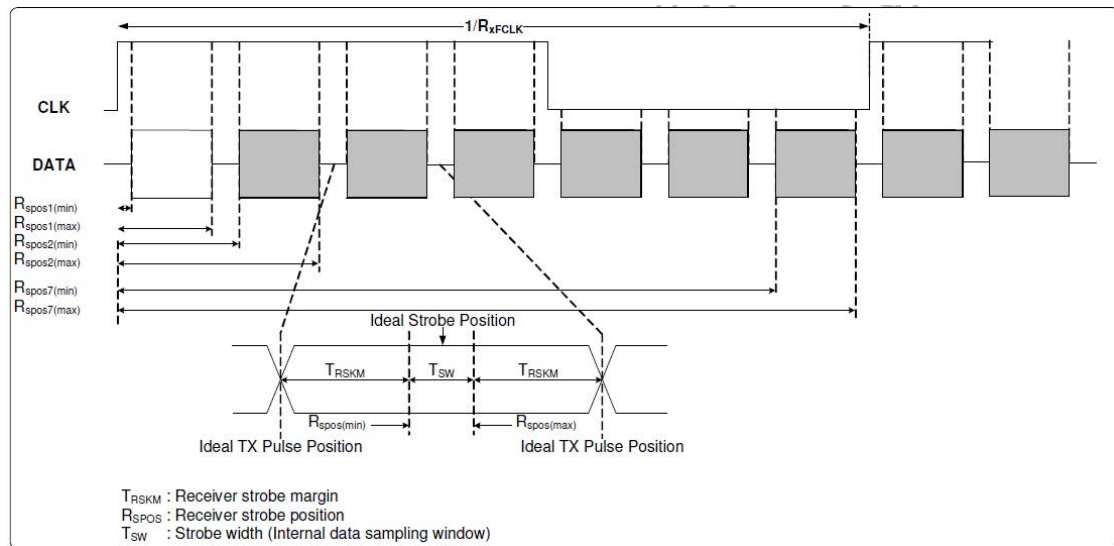 1/RxFCLK
CLK
DATA
Rspos1(min)
Rspos1(max)
Rspos2(min)
Rspos2(max)
Rspos7(min)
Rspos7(max)
Ideal Strobe Position
TRSKM TSW TRSKM
Rspos(min) Rspos(max)
Ideal TX Pulse Position Ideal TX Pulse Position
TRSKM : Receiver strobe margin
RSPOS : Receiver strobe position
TSW : Strobe width (Internal data sampling window)